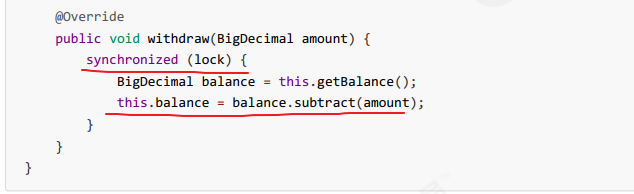 @Override
public void withdraw(BigDecimal amount) {
synchronized (lock) {
BigDecimal balance = this.getBalance();
this.balance = balance.subtract(amount);
}
}
}